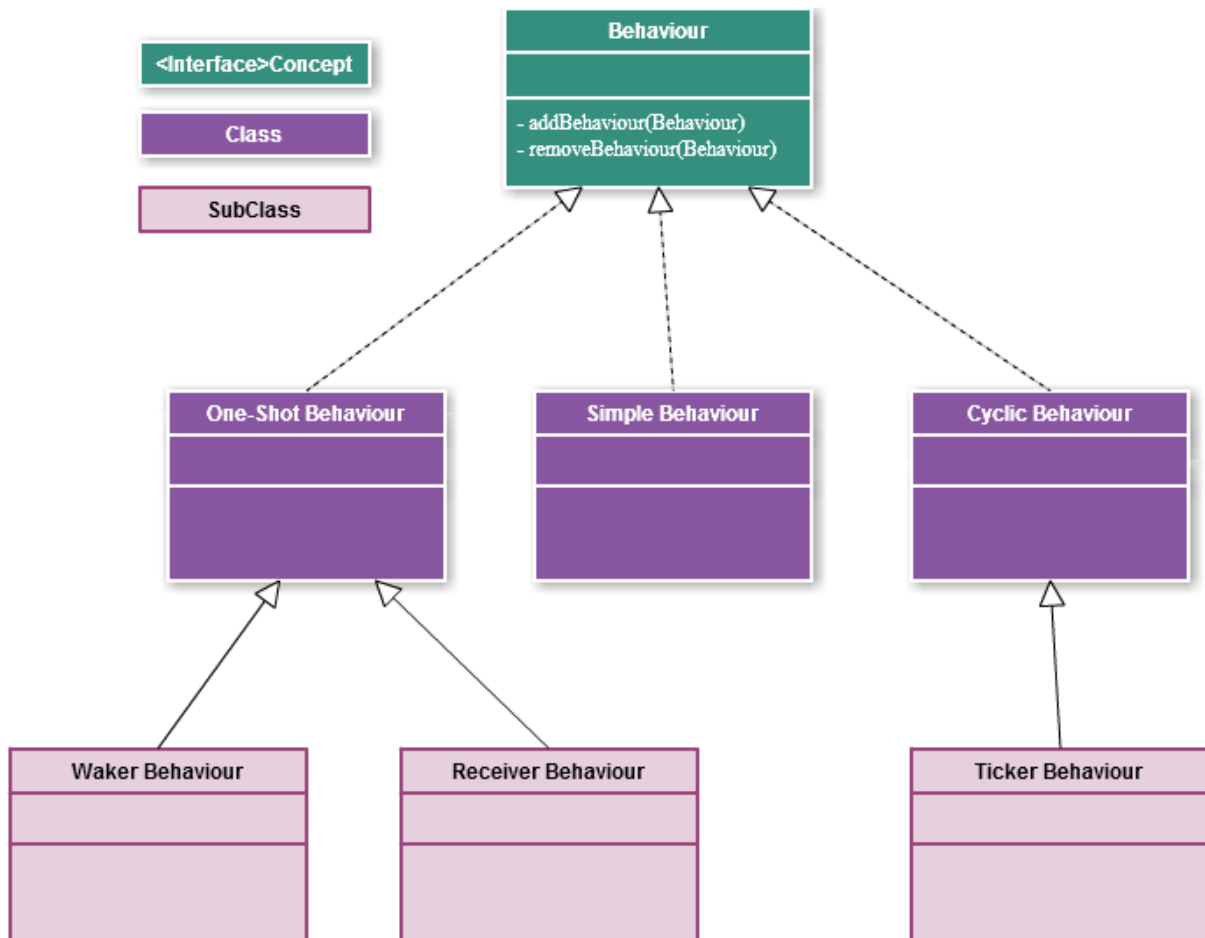 <Interface>Concept
Class
SubClass
Behaviour
- addBehaviour(Behaviour)
- removeBehaviour(Behaviour)
One-Shot Behaviour
Simple Behaviour
Cyclic Behaviour
Waker Behaviour
Receiver Behaviour
Ticker Behaviour